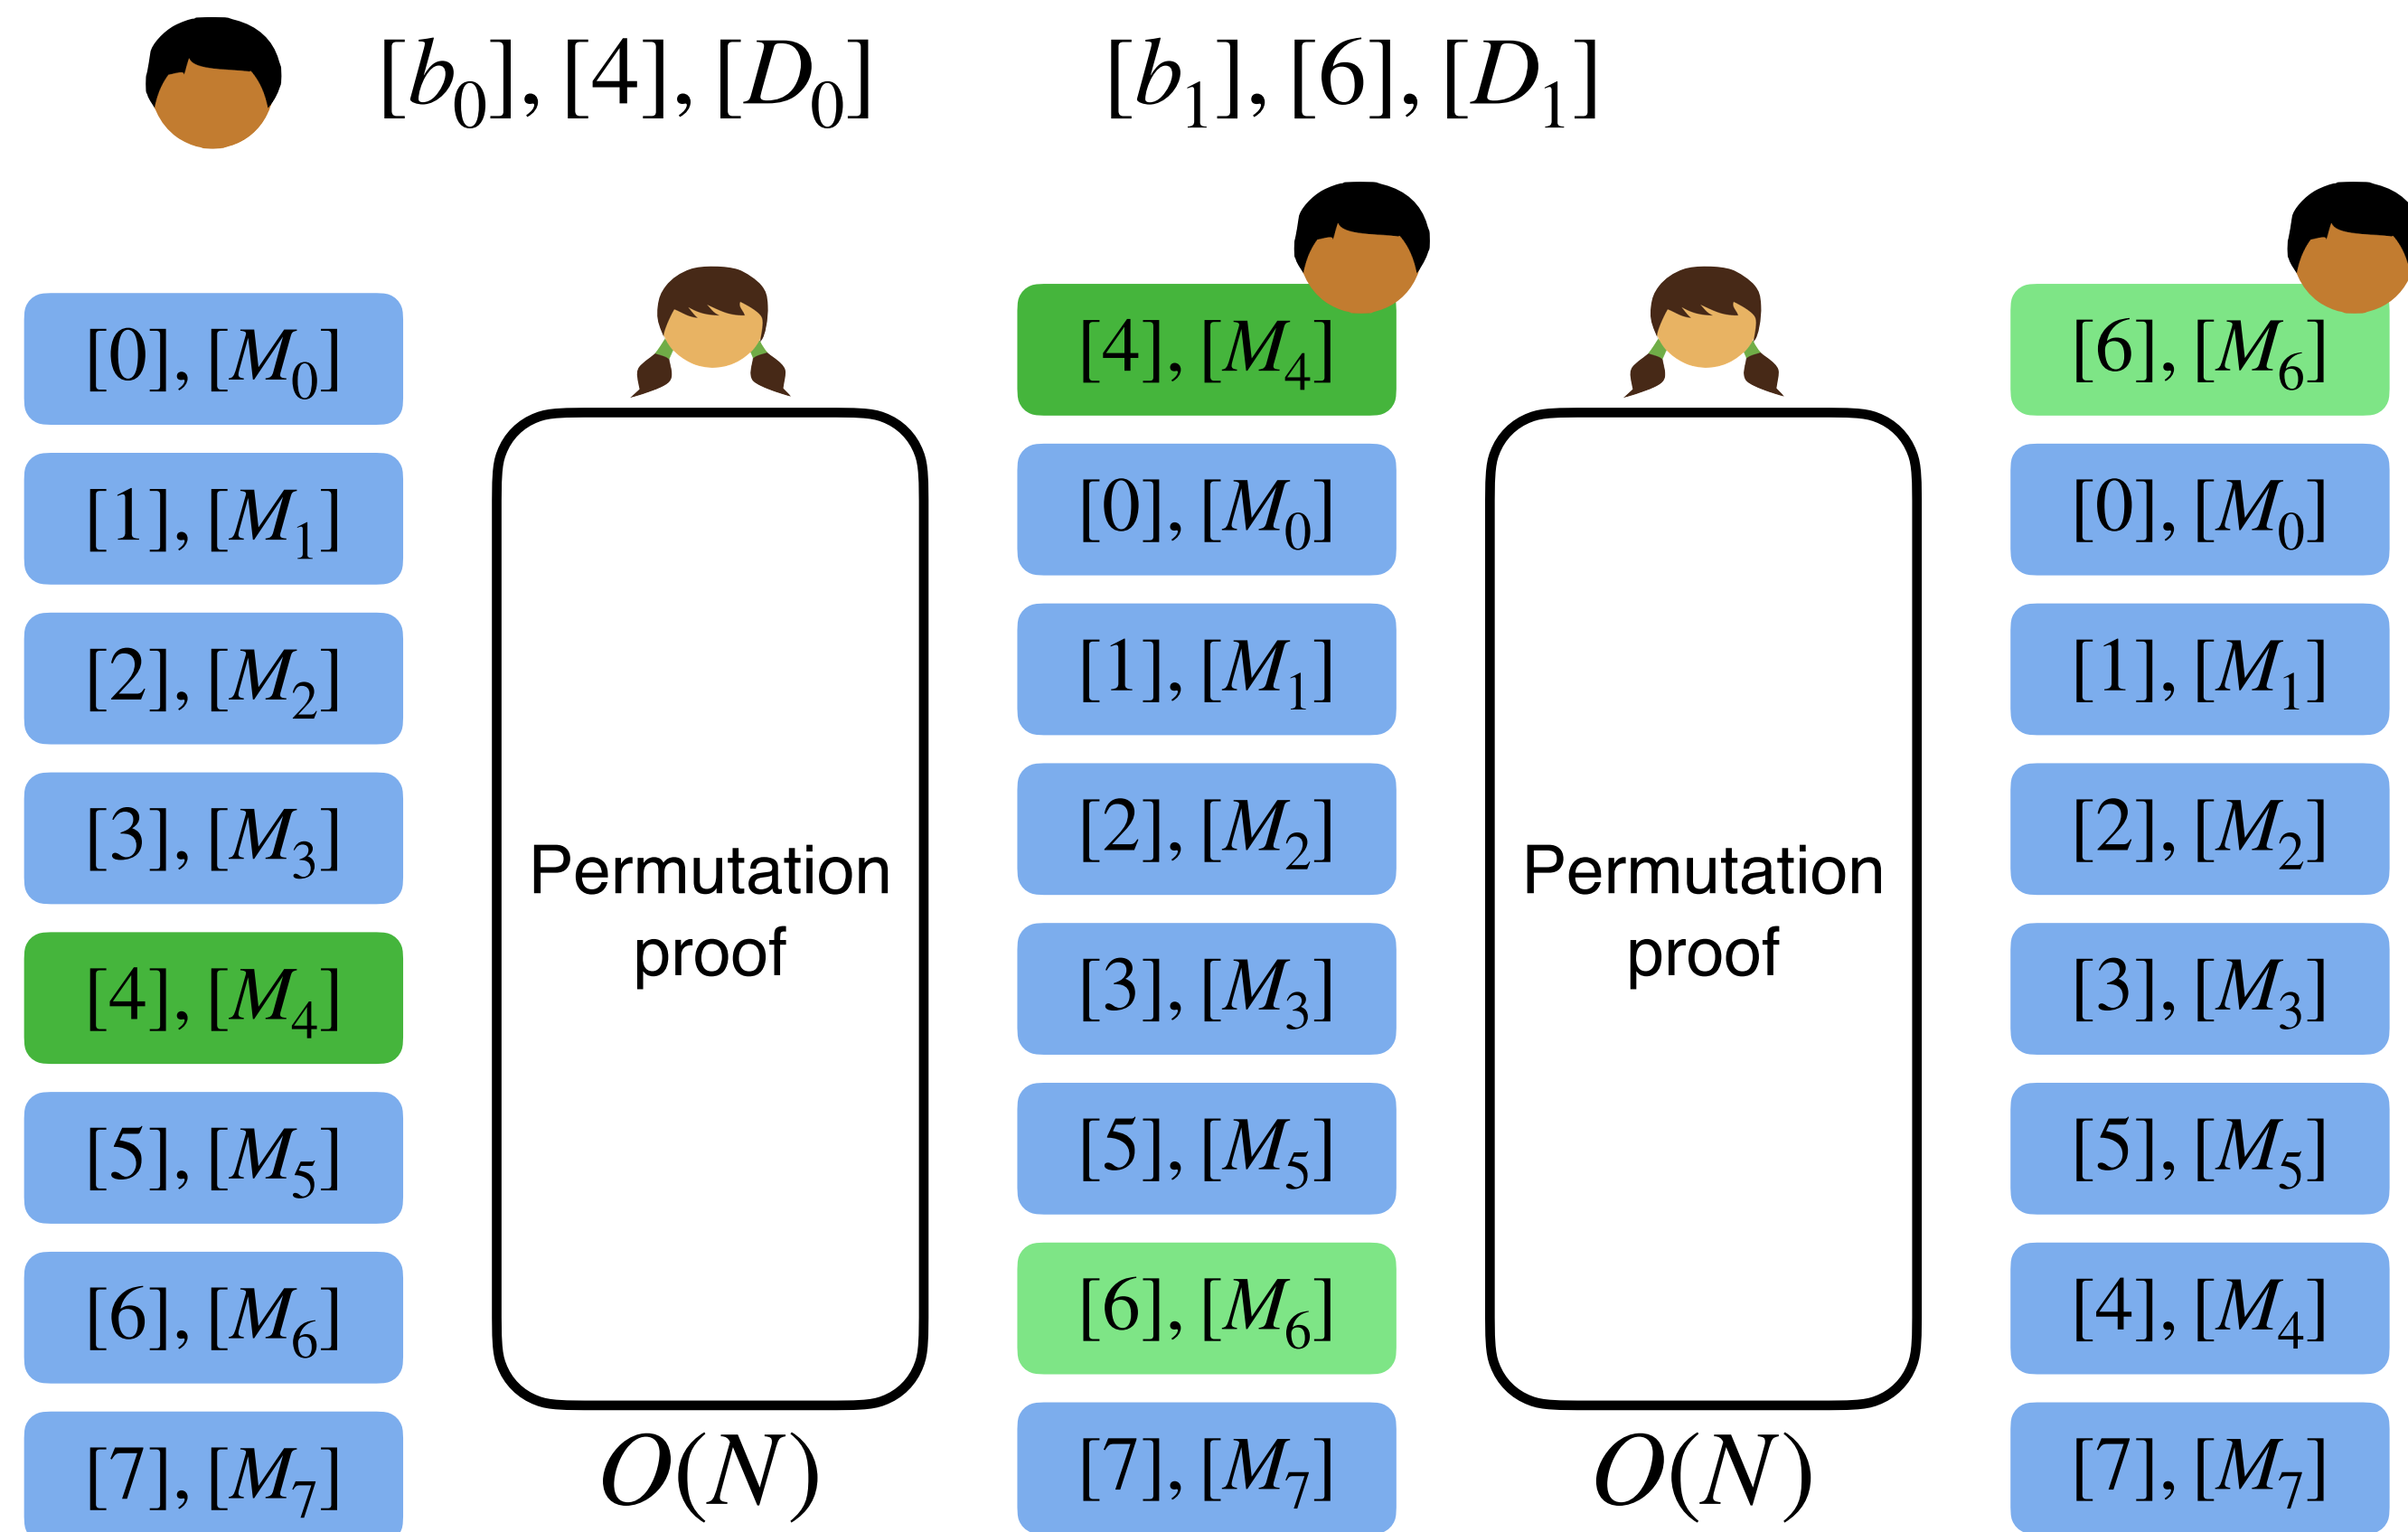 [b₀], [4], [D₀]
[b₁], [6], [D₁]
[0], [M₀]
[1], [M₁]
[2], [M₂]
[3], [M₃]
[4], [M₄]
[5], [M₅]
[6], [M₆]
[7], [M₇]
Permutation
proof
O(N)
[4], [M₄]
[0], [M₀]
[1], [M₁]
[2], [M₂]
[3], [M₃]
[5], [M₅]
[6], [M₆]
[7], [M₇]
Permutation
proof
O(N)
[6], [M₆]
[0], [M₀]
[1], [M₁]
[2], [M₂]
[3], [M₃]
[5], [M₅]
[4], [M₄]
[7], [M₇]